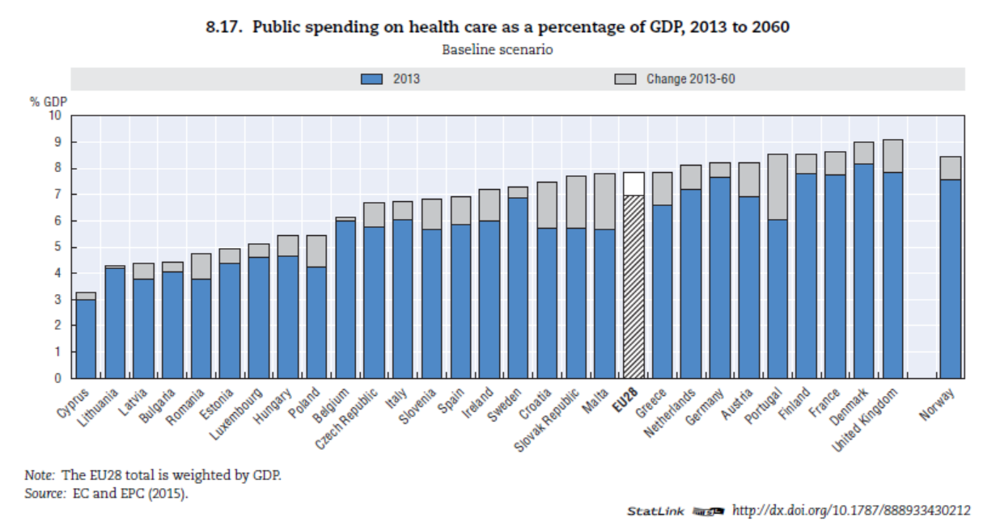 8.17. Public spending on health care as a percentage of GDP, 2013 to 2060
Baseline scenario
2013 Change 2013-60
% GDP
10
9
8
7
6
5
4
3
2
1
0
Cyprus
Lithuania
Latvia
Bulgaria
Romania
Estonia
Luxembourg
Hungary
Poland
Belgium
Czech Republic
Italy
Slovenia
Spain
Ireland
Sweden
Croatia
Slovak Republic
Malta
EU28
Greece
Netherlands
Germany
Austria
Portugal
Finland
France
Denmark
United Kingdom
Norway
Note: The EU28 total is weighted by GDP.
Source: EC and EPC (2015).
StatLink http://dx.doi.org/10.1787/888933430212